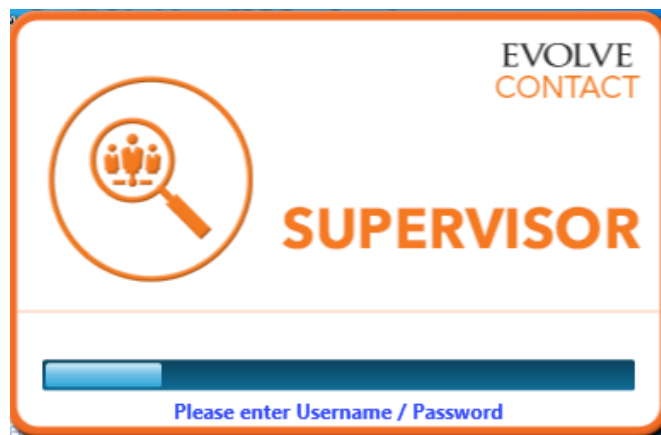 EVOLVE
CONTACT
SUPERVISOR
Please enter Username / Password